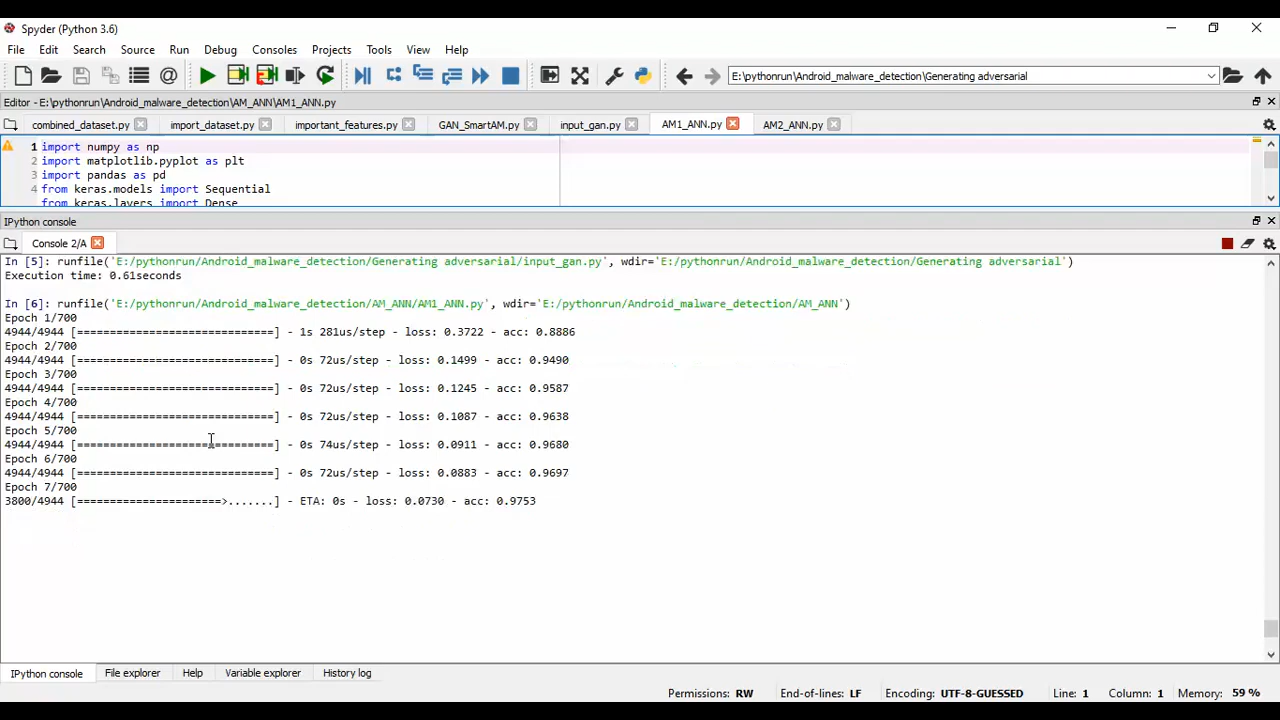 Spyder (Python 3.6)
File Edit Search Source Run Debug Consoles Projects Tools View Help
E:\pythonrun\Android_malware_detection\Generating adversarial
Editor - E:\pythonrun\Android_malware_detection\AM_ANN\AM1_ANN.py
combined_dataset.py import_dataset.py important_features.py GAN_SmartAM.py input_gan.py AM1_ANN.py AM2_ANN.py
1 import numpy as np
2 import matplotlib.pyplot as plt
3 import pandas as pd
4 from keras.models import Sequential
from keras.layers import Dense
IPython console
Console 2/A
In [5]: runfile('E:/pythonrun/Android_malware_detection/Generating adversarial/input_gan.py', wdir='E:/pythonrun/Android_malware_detection/Generating adversarial')
Execution time: 0.61seconds
In [6]: runfile('E:/pythonrun/Android_malware_detection/AM_ANN/AM1_ANN.py', wdir='E:/pythonrun/Android_malware_detection/AM_ANN')
Epoch 1/700
4944/4944 [==============================] - 1s 281us/step - loss: 0.3722 - acc: 0.8886
Epoch 2/700
4944/4944 [==============================] - 0s 72us/step - loss: 0.1499 - acc: 0.9490
Epoch 3/700
4944/4944 [==============================] - 0s 72us/step - loss: 0.1245 - acc: 0.9587
Epoch 4/700
4944/4944 [==============================] - 0s 72us/step - loss: 0.1087 - acc: 0.9638
Epoch 5/700
4944/4944 [==============================] - 0s 74us/step - loss: 0.0911 - acc: 0.9680
Epoch 6/700
4944/4944 [==============================] - 0s 72us/step - loss: 0.0883 - acc: 0.9697
Epoch 7/700
3800/4944 [======================>.......] - ETA: 0s - loss: 0.0730 - acc: 0.9753
IPython console File explorer Help Variable explorer History log
Permissions: RW End-of-lines: LF Encoding: UTF-8-GUESSED Line: 1 Column: 1 Memory: 59 %